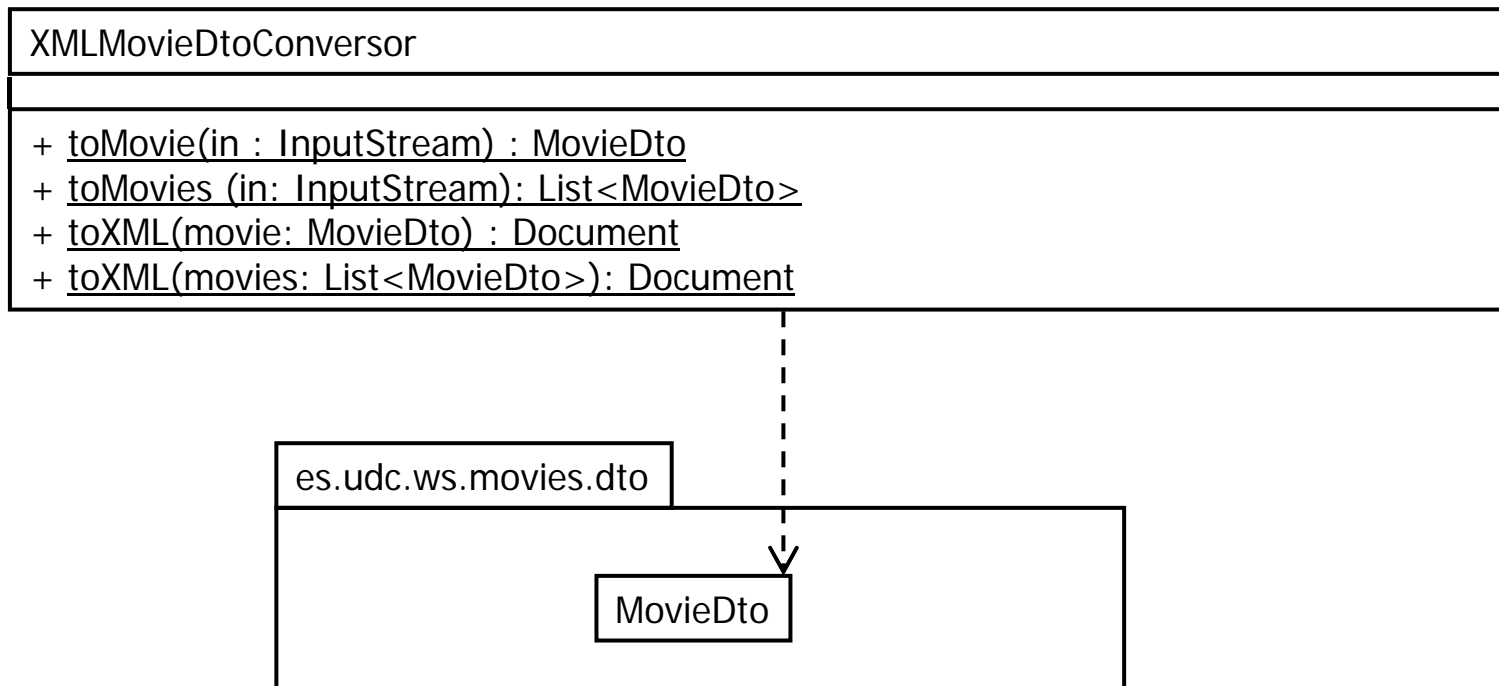 XMLMovieDtoConversor
+ toMovie(in : InputStream) : MovieDto
+ toMovies (in: InputStream): List<MovieDto>
+ toXML(movie: MovieDto) : Document
+ toXML(movies: List<MovieDto>): Document
es.udc.ws.movies.dto
MovieDto